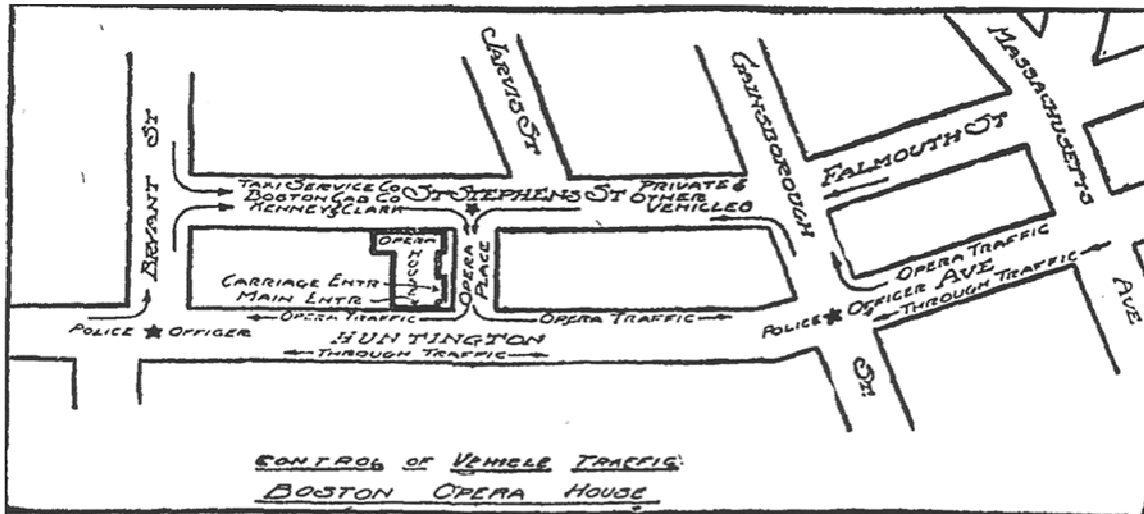 JARVIS ST
GAINSBOROUGH
ST.
MASSACHUSETTS
AVE
FALMOUTH ST
BRYANT ST
TAXI SERVICE CO
BOSTON CAB CO
KENNEY & CLARK
ST STEPHENS ST
PRIVATE &
OTHER
VEHICLES
OPERA
HOUSE
OPERA
PLACE
CARRIAGE ENTR
MAIN ENTR
OPERA TRAFFIC
OPERA TRAFFIC
OPERA TRAFFIC
POLICE ★ OFFICER
HUNTINGTON
AVE
THROUGH TRAFFIC
POLICE ★ OFFICER
THROUGH TRAFFIC
CONTROL OF VEHICLE TRAFFIC
BOSTON OPERA HOUSE